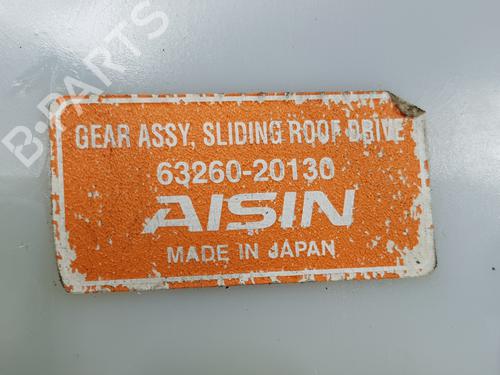 B-PARTS
GEAR ASSY, SLIDING ROOF DRIVE
63260-20130
AISIN
MADE IN JAPAN